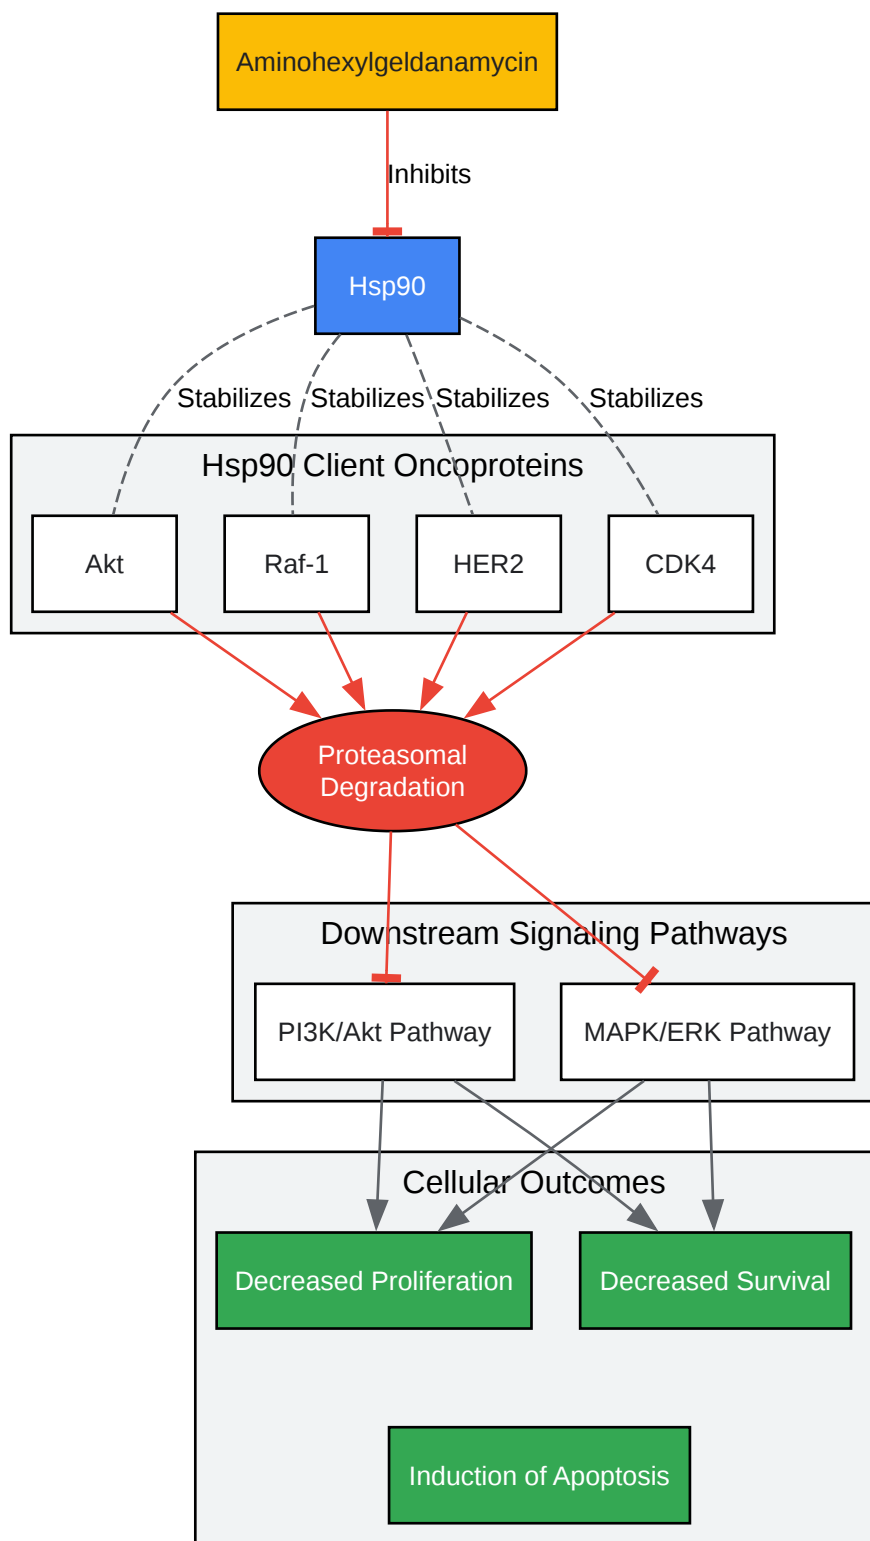 Aminohexylgeldanamycin
Inhibits
Hsp90
Stabilizes Stabilizes Stabilizes Stabilizes
Hsp90 Client Oncoproteins
Akt Raf-1 HER2 CDK4
Proteasomal
Degradation
Downstream Signaling Pathways
PI3K/Akt Pathway MAPK/ERK Pathway
Cellular Outcomes
Decreased Proliferation Decreased Survival
Induction of Apoptosis